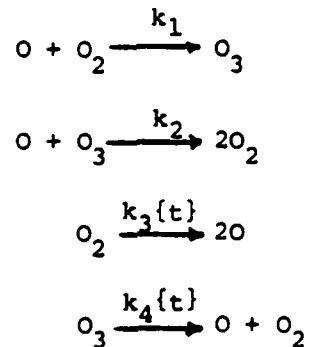 O + O₂ —k₁→ O₃
O + O₃ —k₂→ 2O₂
O₂ —k₃{t}→ 2O
O₃ —k₄{t}→ O + O₂